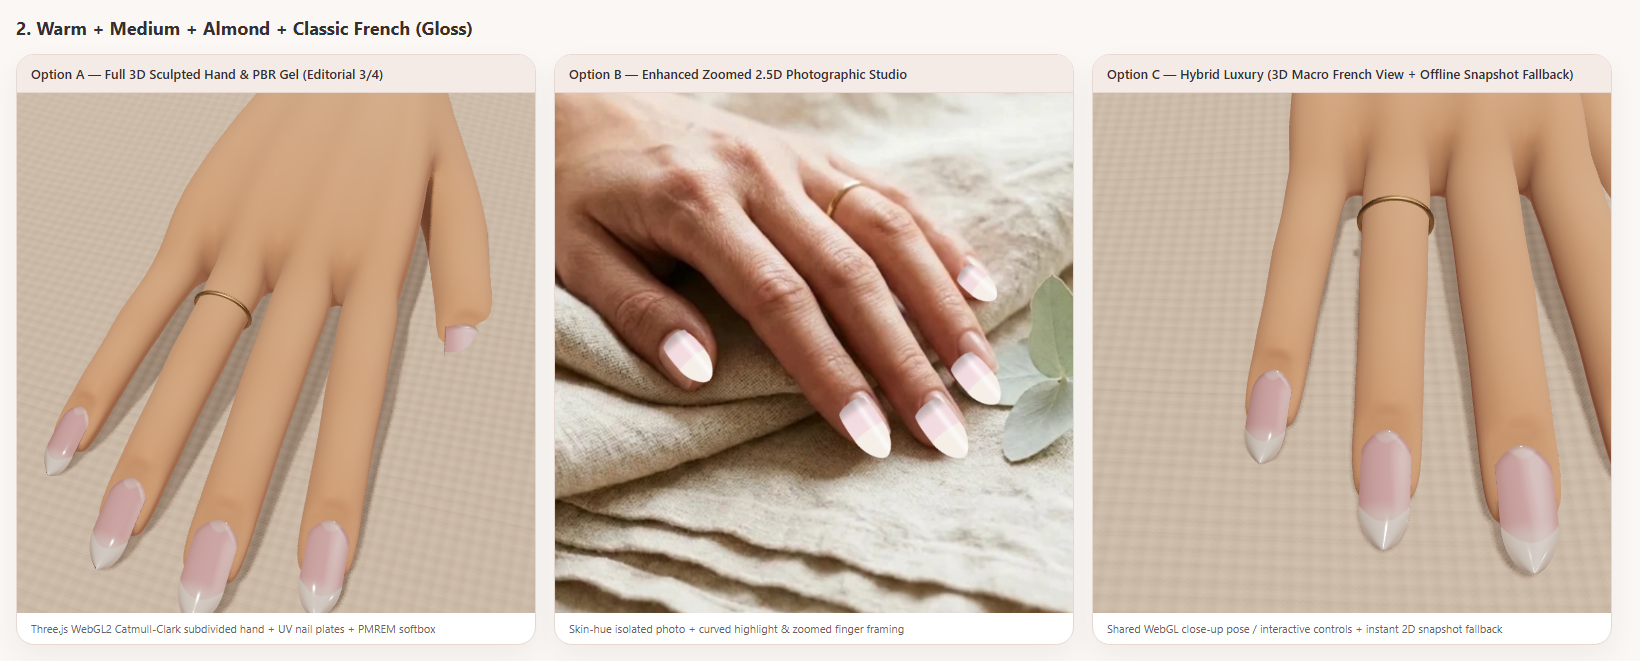 2. Warm + Medium + Almond + Classic French (Gloss)
Option A — Full 3D Sculpted Hand & PBR Gel (Editorial 3/4)
Option B — Enhanced Zoomed 2.5D Photographic Studio
Option C — Hybrid Luxury (3D Macro French View + Offline Snapshot Fallback)
Three.js WebGL2 Catmull-Clark subdivided hand + UV nail plates + PMREM softbox
Skin-hue isolated photo + curved highlight & zoomed finger framing
Shared WebGL close-up pose / interactive controls + instant 2D snapshot fallback